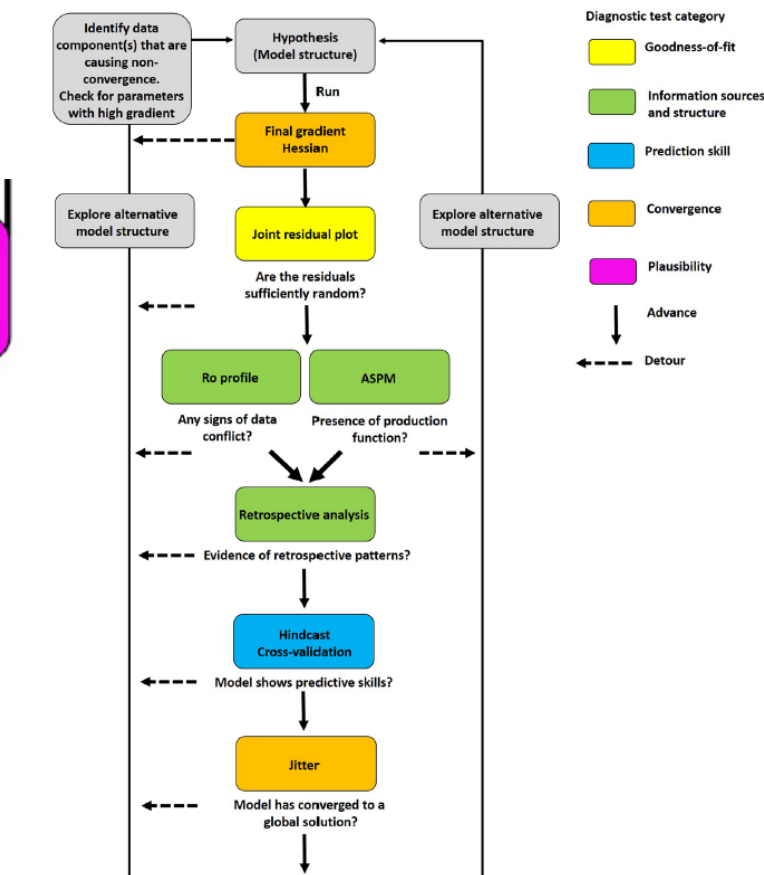 Identify data
component(s) that are
causing non-
convergence.
Check for parameters
with high gradient
Hypothesis
(Model structure)
Run
Final gradient
Hessian
Explore alternative
model structure
Joint residual plot
Explore alternative
model structure
Are the residuals
sufficiently random?
Ro profile
ASPM
Any signs of data
conflict?
Presence of production
function?
Retrospective analysis
Evidence of retrospective patterns?
Hindcast
Cross-validation
Model shows predictive skills?
Jitter
Model has converged to a
global solution?
Diagnostic test category
Goodness-of-fit
Information sources
and structure
Prediction skill
Convergence
Plausibility
Advance
Detour